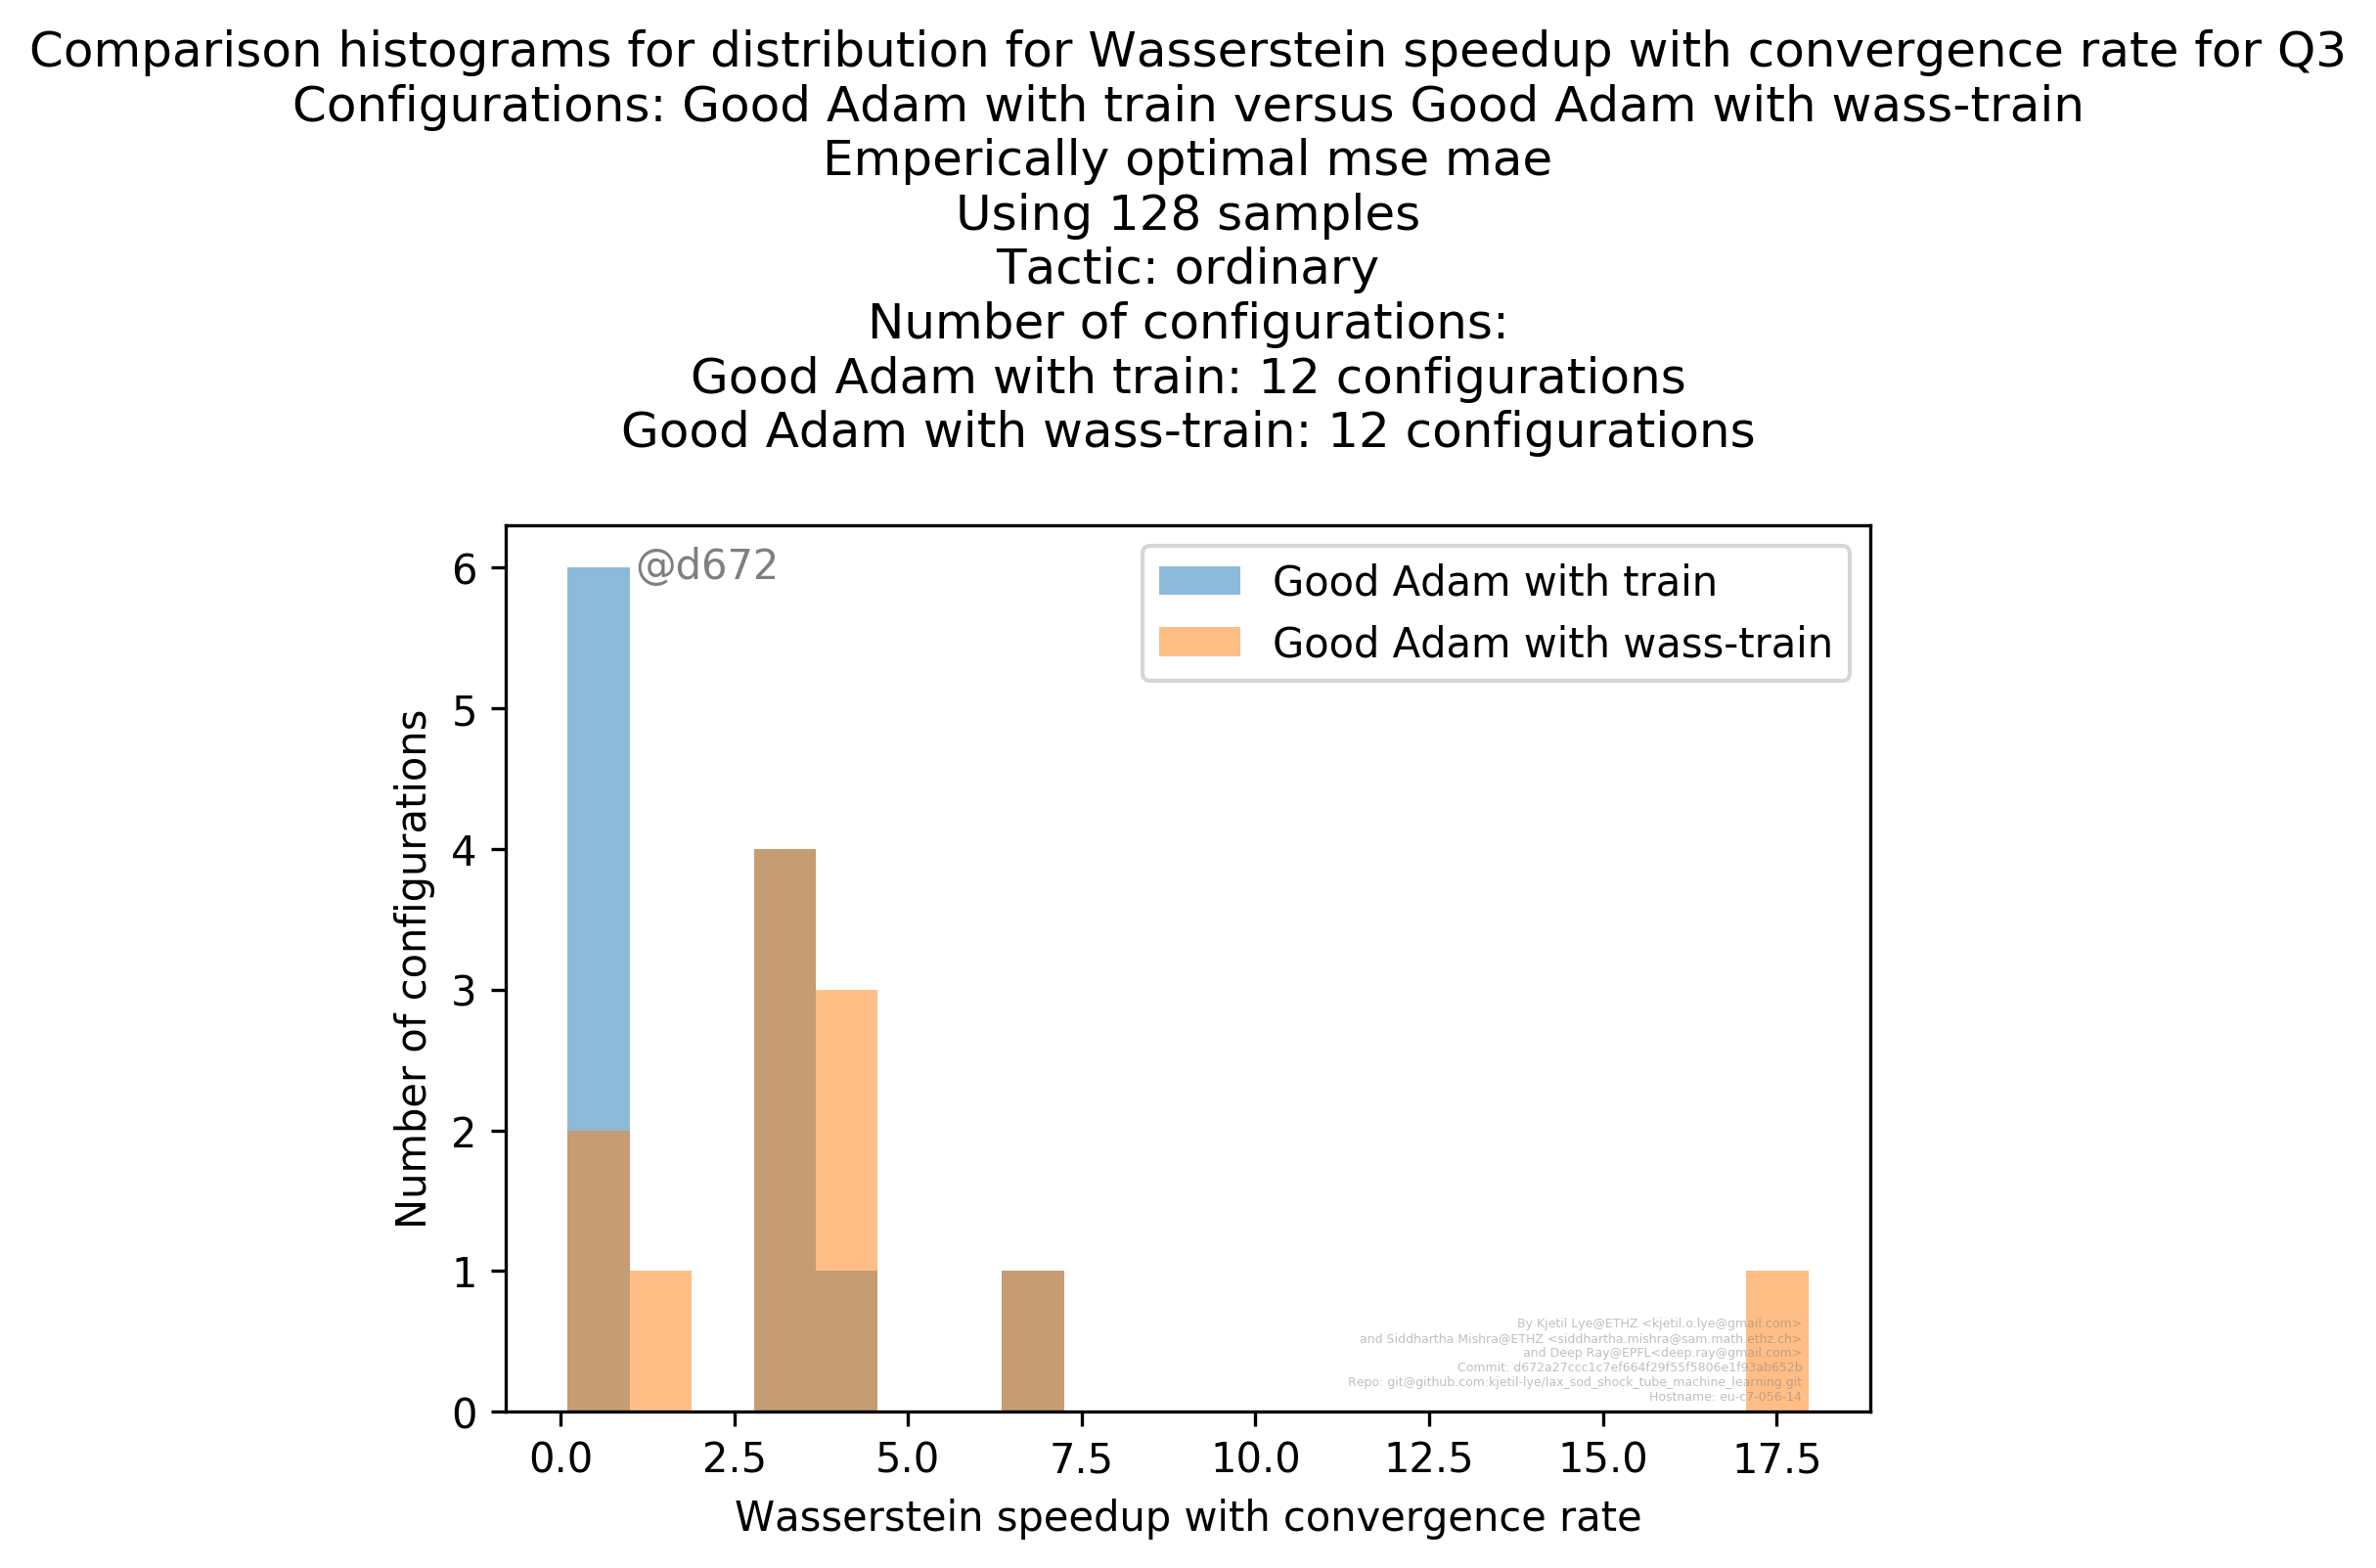 Comparison histograms for distribution for Wasserstein speedup with convergence rate for Q3
Configurations: Good Adam with train versus Good Adam with wass-train
Emperically optimal mse mae
Using 128 samples
Tactic: ordinary
Number of configurations:
Good Adam with train: 12 configurations
Good Adam with wass-train: 12 configurations
@d672
Good Adam with train
Good Adam with wass-train
Number of configurations
6
5
4
3
2
1
0
By Kjetil Lye@ETHZ <kjetil.o.lye@gmail.com>
and Siddhartha Mishra@ETHZ <siddhartha.mishra@sam.math.ethz.ch>
and Deep Ray@EPFL<deep.ray@gmail.com>
Commit: d672a27ccc1c7ef664f29f55f5806e1f93ab652b
Repo: git@github.com:kjetil-lye/lax_sod_shock_tube_machine_learning.git
Hostname: eu-c7-056-14
0.0 2.5 5.0 7.5 10.0 12.5 15.0 17.5
Wasserstein speedup with convergence rate